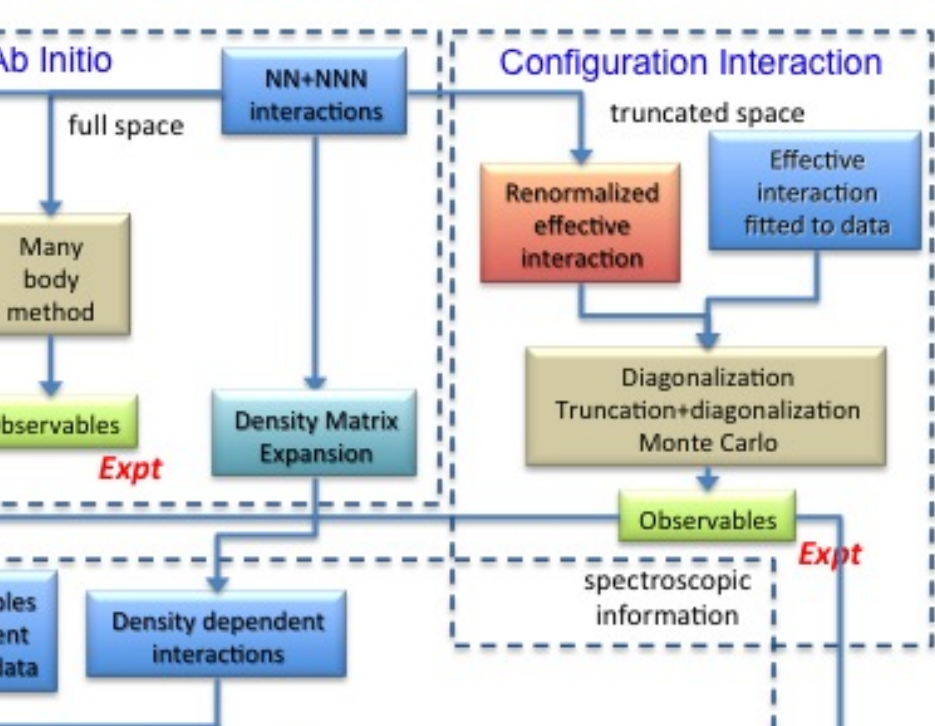 Ab Initio
NN+NNN
interactions
Configuration Interaction
full space
truncated space
Effective
interaction
fitted to data
Renormalized
effective
interaction
Many
body
method
Diagonalization
Truncation+diagonalization
Monte Carlo
Observables
Expt
Density Matrix
Expansion
Observables
Expt
spectroscopic
information
Density dependent
interactions
data